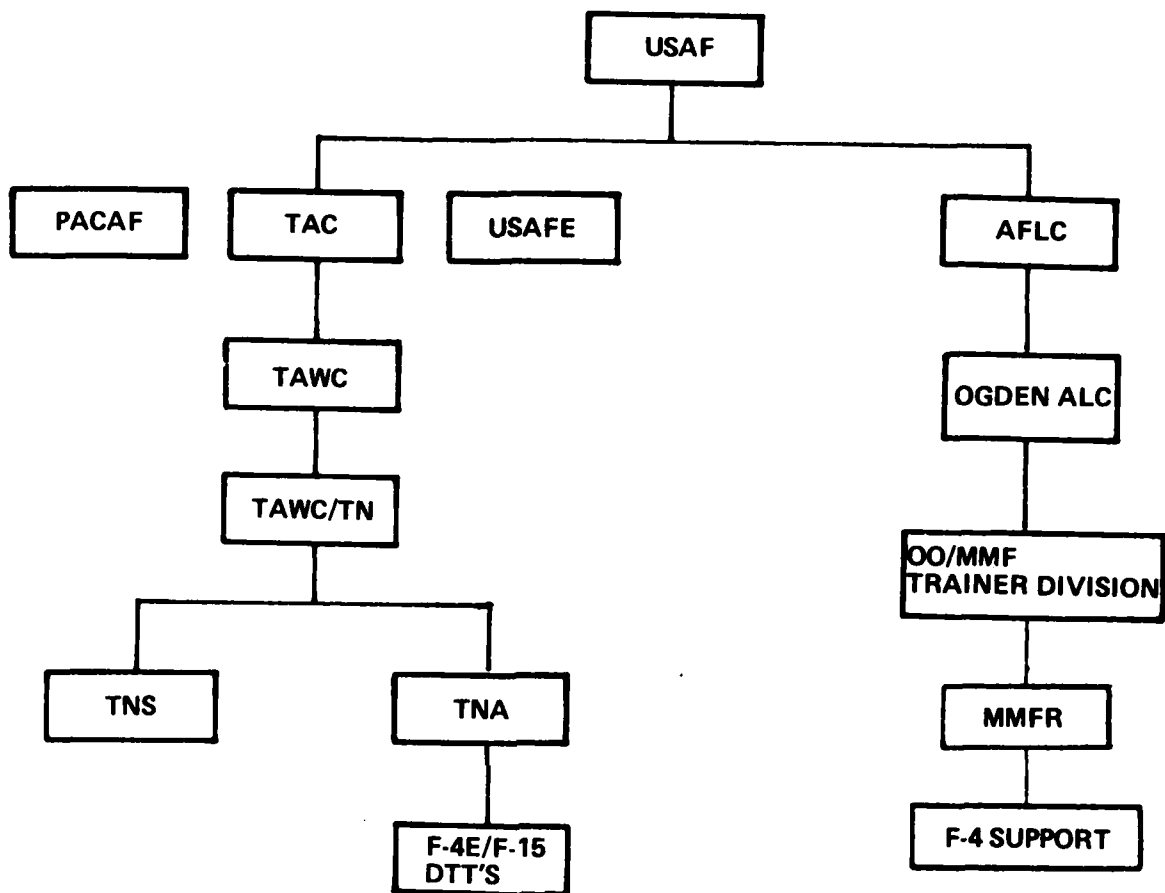 USAF
PACAF
TAC
USAFE
AFLC
TAWC
OGDEN ALC
TAWC/TN
OO/MMF
TRAINER DIVISION
TNS
TNA
MMFR
F-4E/F-15
DTT'S
F-4 SUPPORT